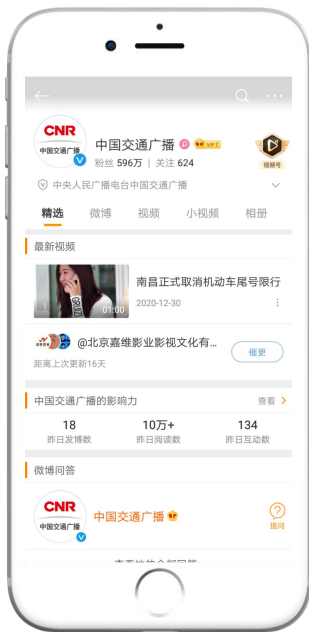 CNR
中国交通广播
中国交通广播
粉丝 596万 | 关注 624
视频号
中央人民广播电台中国交通广播
精选 微博 视频 小视频 相册
最新视频
南昌正式取消机动车尾号限行
2020-12-30
01:00
@北京嘉维影业影视文化有...
距离上次更新16天
催更
中国交通广播的影响力 查看
18 10万+ 134
昨日发博数 昨日阅读数 昨日互动数
微博问答
CNR
中国交通广播
中国交通广播
提问